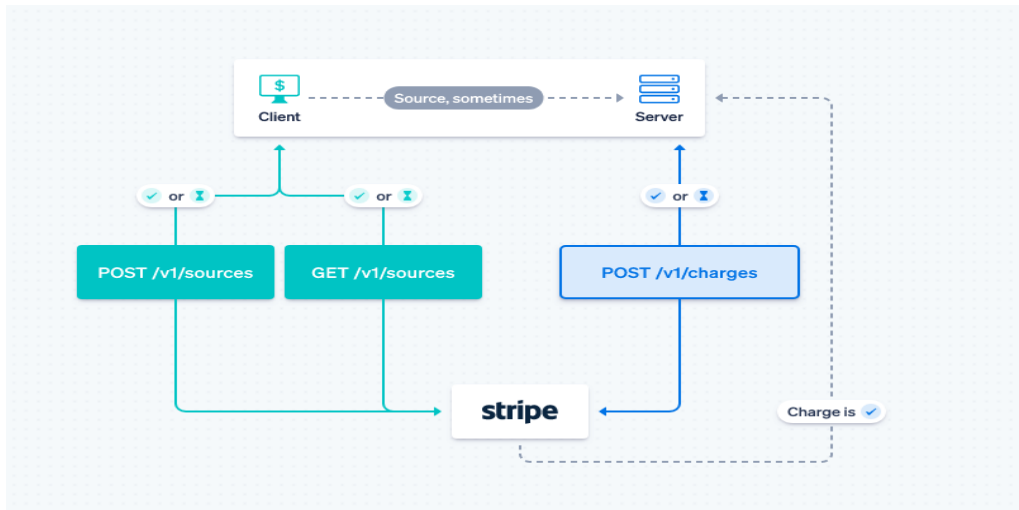 $
Source, sometimes
Client
Server
or
or
or
POST /v1/sources
GET /v1/sources
POST /v1/charges
stripe
Charge is